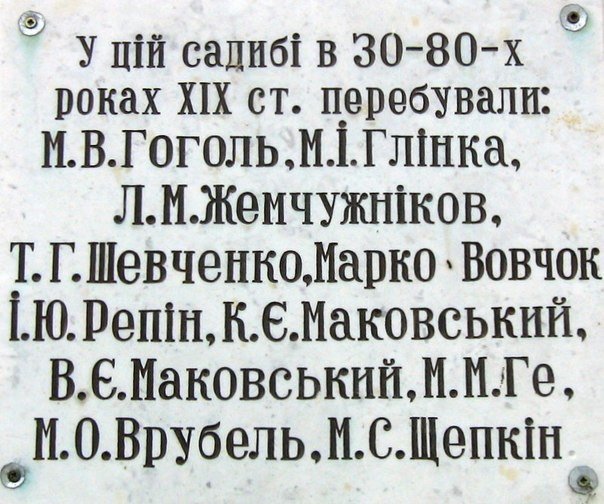 У цій садибі в 30-80-х
роках XIX ст. перебували:
М.В.Гоголь,М.І.Глінка,
Л.М.Жемчужніков,
Т.Г.Шевченко,Марко Вовчок
І.Ю.Репін,К.Є.Маковський,
В.Є.Маковський,М.М.Ге,
М.О.Врубель,М.С.Щепкін